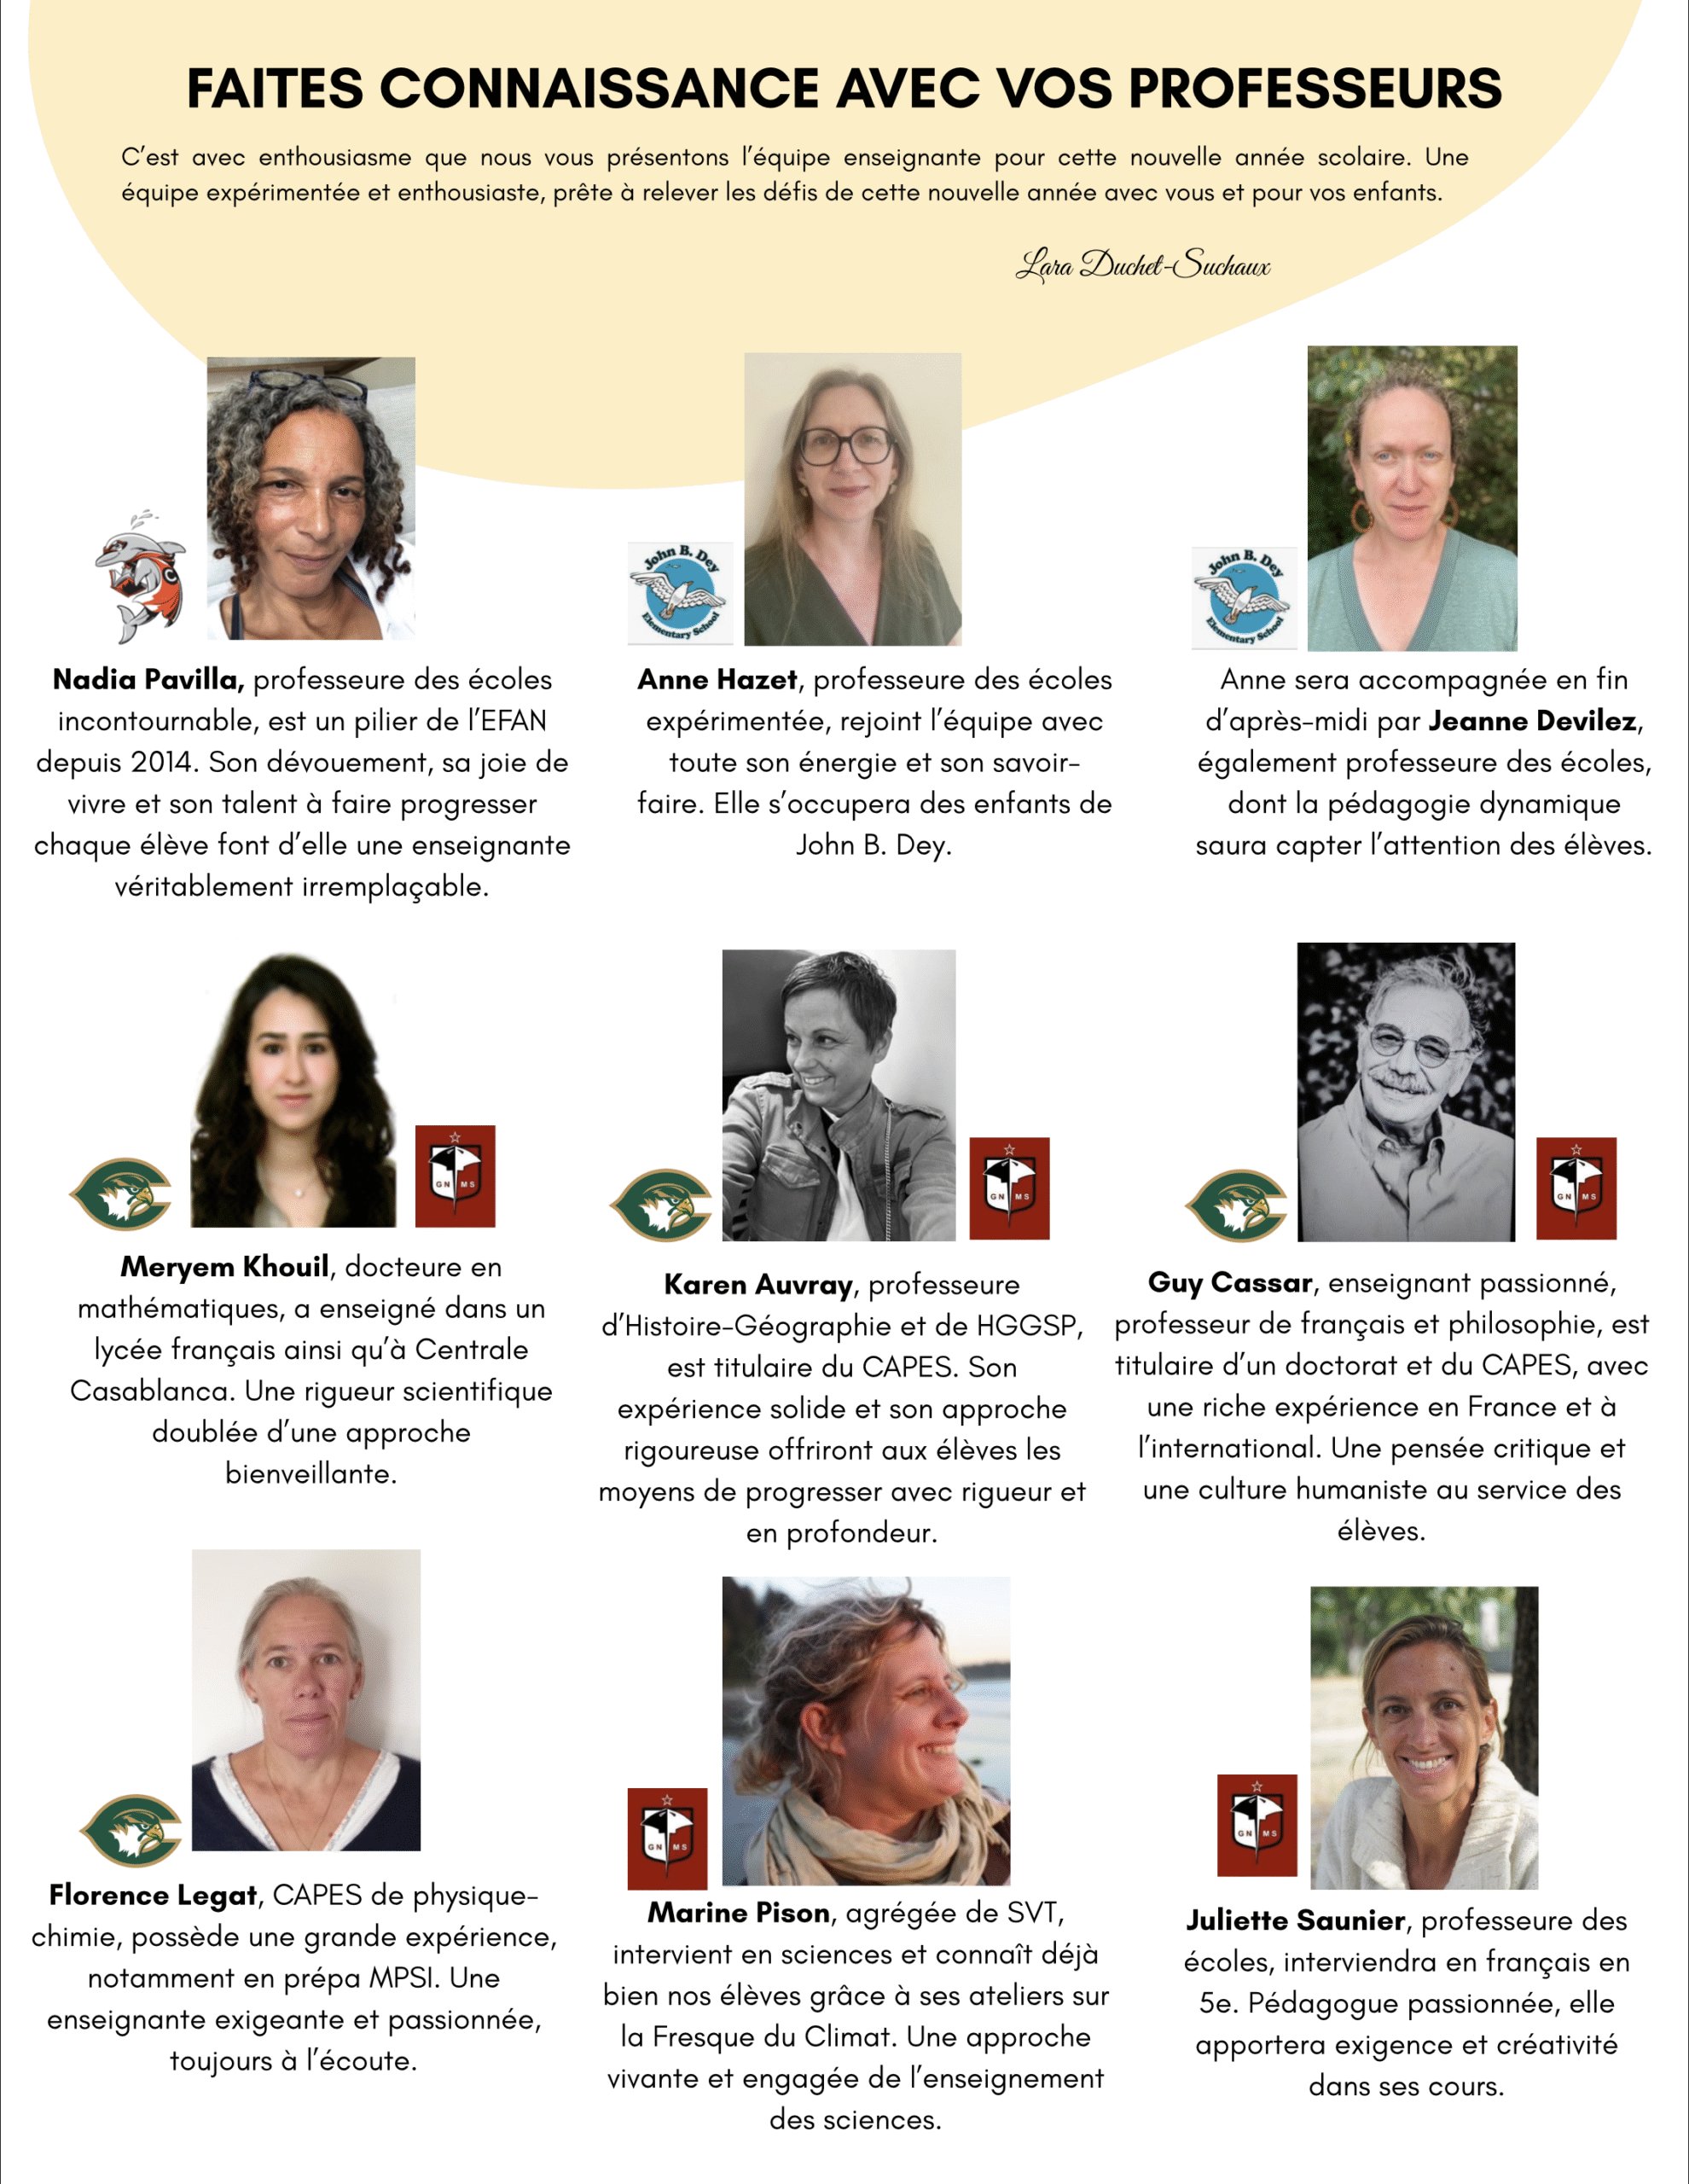 FAITES CONNAISSANCE AVEC VOS PROFESSEURS
C’est avec enthousiasme que nous vous présentons l’équipe enseignante pour cette nouvelle année scolaire. Une
équipe expérimentée et enthousiaste, prête à relever les défis de cette nouvelle année avec vous et pour vos enfants.
Lara Duchet-Suchaux
C
John B. Dey
Elementary School
John B. Dey
Elementary School
Nadia Pavilla, professeure des écoles
incontournable, est un pilier de l’EFAN
depuis 2014. Son dévouement, sa joie de
vivre et son talent à faire progresser
chaque élève font d’elle une enseignante
véritablement irremplaçable.
Anne Hazet, professeure des écoles
expérimentée, rejoint l’équipe avec
toute son énergie et son savoir-
faire. Elle s’occupera des enfants de
John B. Dey.
Anne sera accompagnée en fin
d’après-midi par Jeanne Devilez,
également professeure des écoles,
dont la pédagogie dynamique
saura capter l’attention des élèves.
GN MS
GN MS
GN MS
Meryem Khouil, docteure en
mathématiques, a enseigné dans un
lycée français ainsi qu’à Centrale
Casablanca. Une rigueur scientifique
doublée d’une approche
bienveillante.
Karen Auvray, professeure
d’Histoire-Géographie et de HGGSP,
est titulaire du CAPES. Son
expérience solide et son approche
rigoureuse offriront aux élèves les
moyens de progresser avec rigueur et
en profondeur.
Guy Cassar, enseignant passionné,
professeur de français et philosophie, est
titulaire d’un doctorat et du CAPES, avec
une riche expérience en France et à
l’international. Une pensée critique et
une culture humaniste au service des
élèves.
GN MS
GN MS
Florence Legat, CAPES de physique-
chimie, possède une grande expérience,
notamment en prépa MPSI. Une
enseignante exigeante et passionnée,
toujours à l’écoute.
Marine Pison, agrégée de SVT,
intervient en sciences et connaît déjà
bien nos élèves grâce à ses ateliers sur
la Fresque du Climat. Une approche
vivante et engagée de l’enseignement
des sciences.
Juliette Saunier, professeure des
écoles, interviendra en français en
5e. Pédagogue passionnée, elle
apportera exigence et créativité
dans ses cours.